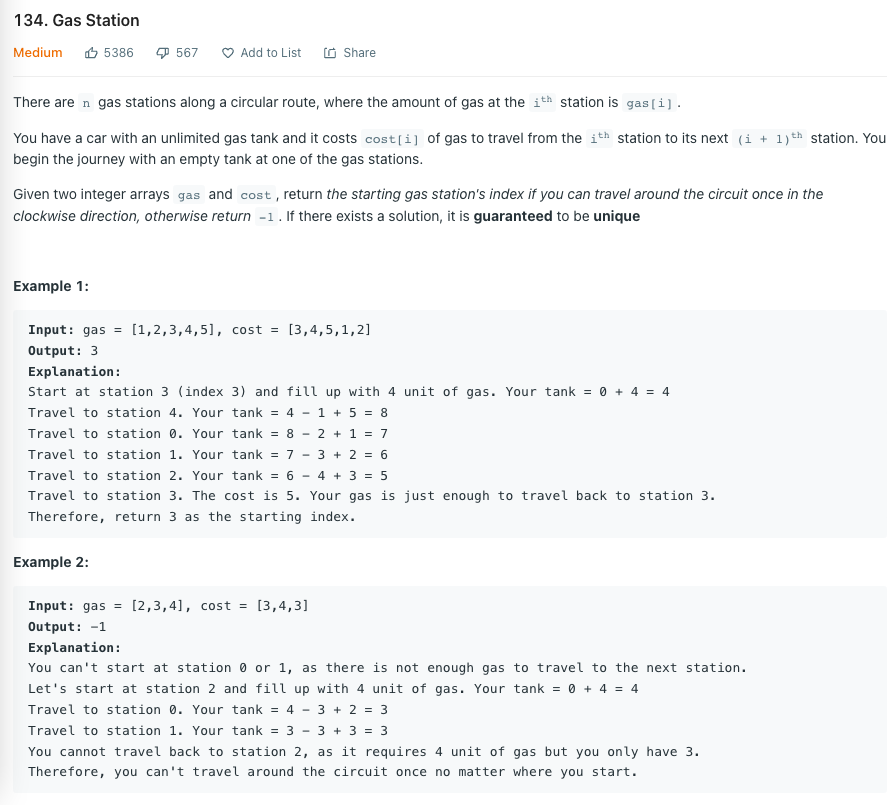 134. Gas Station
Medium 5386 567 Add to List Share
There are n gas stations along a circular route, where the amount of gas at the ith station is gas[i].
You have a car with an unlimited gas tank and it costs cost[i] of gas to travel from the ith station to its next (i + 1)th station. You
begin the journey with an empty tank at one of the gas stations.
Given two integer arrays gas and cost, return the starting gas station's index if you can travel around the circuit once in the
clockwise direction, otherwise return -1. If there exists a solution, it is guaranteed to be unique
Example 1:
Input: gas = [1,2,3,4,5], cost = [3,4,5,1,2]
Output: 3
Explanation:
Start at station 3 (index 3) and fill up with 4 unit of gas. Your tank = 0 + 4 = 4
Travel to station 4. Your tank = 4 - 1 + 5 = 8
Travel to station 0. Your tank = 8 - 2 + 1 = 7
Travel to station 1. Your tank = 7 - 3 + 2 = 6
Travel to station 2. Your tank = 6 - 4 + 3 = 5
Travel to station 3. The cost is 5. Your gas is just enough to travel back to station 3.
Therefore, return 3 as the starting index.
Example 2:
Input: gas = [2,3,4], cost = [3,4,3]
Output: -1
Explanation:
You can't start at station 0 or 1, as there is not enough gas to travel to the next station.
Let's start at station 2 and fill up with 4 unit of gas. Your tank = 0 + 4 = 4
Travel to station 0. Your tank = 4 - 3 + 2 = 3
Travel to station 1. Your tank = 3 - 3 + 3 = 3
You cannot travel back to station 2, as it requires 4 unit of gas but you only have 3.
Therefore, you can't travel around the circuit once no matter where you start.